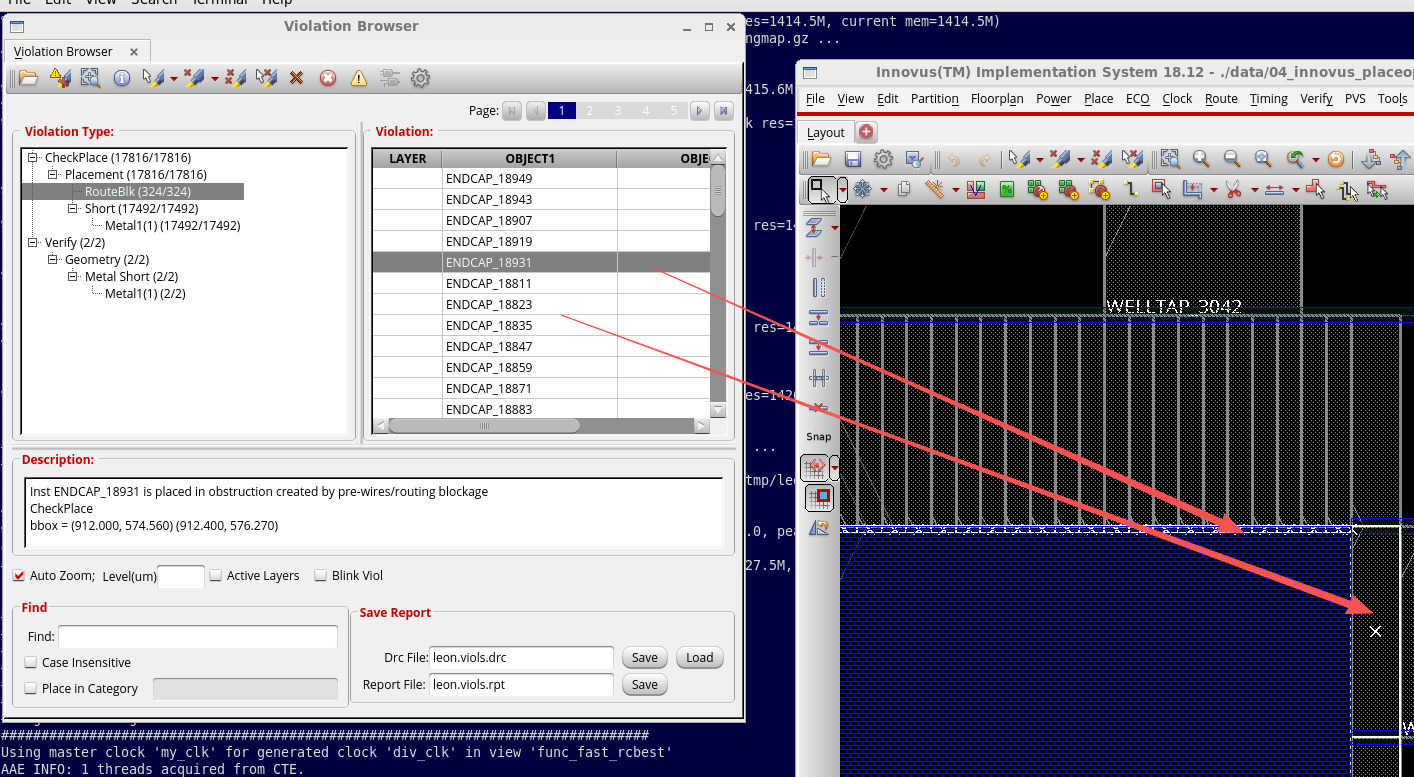 File Edit View Search Terminal Help
es=1414.5M, current mem=1414.5M)
ngmap.gz ...
415.6M
k res=
res=14
res=14
es=142
...
tmp/leo
.0, pea
27.5M,
Violation Browser
Violation Browser ×
Page: 1 2 3 4 5
Violation Type:
CheckPlace (17816/17816)
Placement (17816/17816)
RouteBlk (324/324)
Short (17492/17492)
Metal1(1) (17492/17492)
Verify (2/2)
Geometry (2/2)
Metal Short (2/2)
Metal1(1) (2/2)
Violation:
LAYER OBJECT1 OBJE
ENDCAP_18949
ENDCAP_18943
ENDCAP_18907
ENDCAP_18919
ENDCAP_18931
ENDCAP_18811
ENDCAP_18823
ENDCAP_18835
ENDCAP_18847
ENDCAP_18859
ENDCAP_18871
ENDCAP_18883
Description:
Inst ENDCAP_18931 is placed in obstruction created by pre-wires/routing blockage
CheckPlace
bbox = (912.000, 574.560) (912.400, 576.270)
Auto Zoom; Level(um) Active Layers Blink Viol
Find
Find:
Case Insensitive
Place in Category
Save Report
Drc File: leon.viols.drc Save Load
Report File: leon.viols.rpt Save
Innovus(TM) Implementation System 18.12 - ./data/04_innovus_placeop
File View Edit Partition Floorplan Power Place ECO Clock Route Timing Verify PVS Tools
Layout
Snap
WELLTAP_3042
W
################################################################################
Using master clock 'my_clk' for generated clock 'div_clk' in view 'func_fast_rcbest'
AAE INFO: 1 threads acquired from CTE.